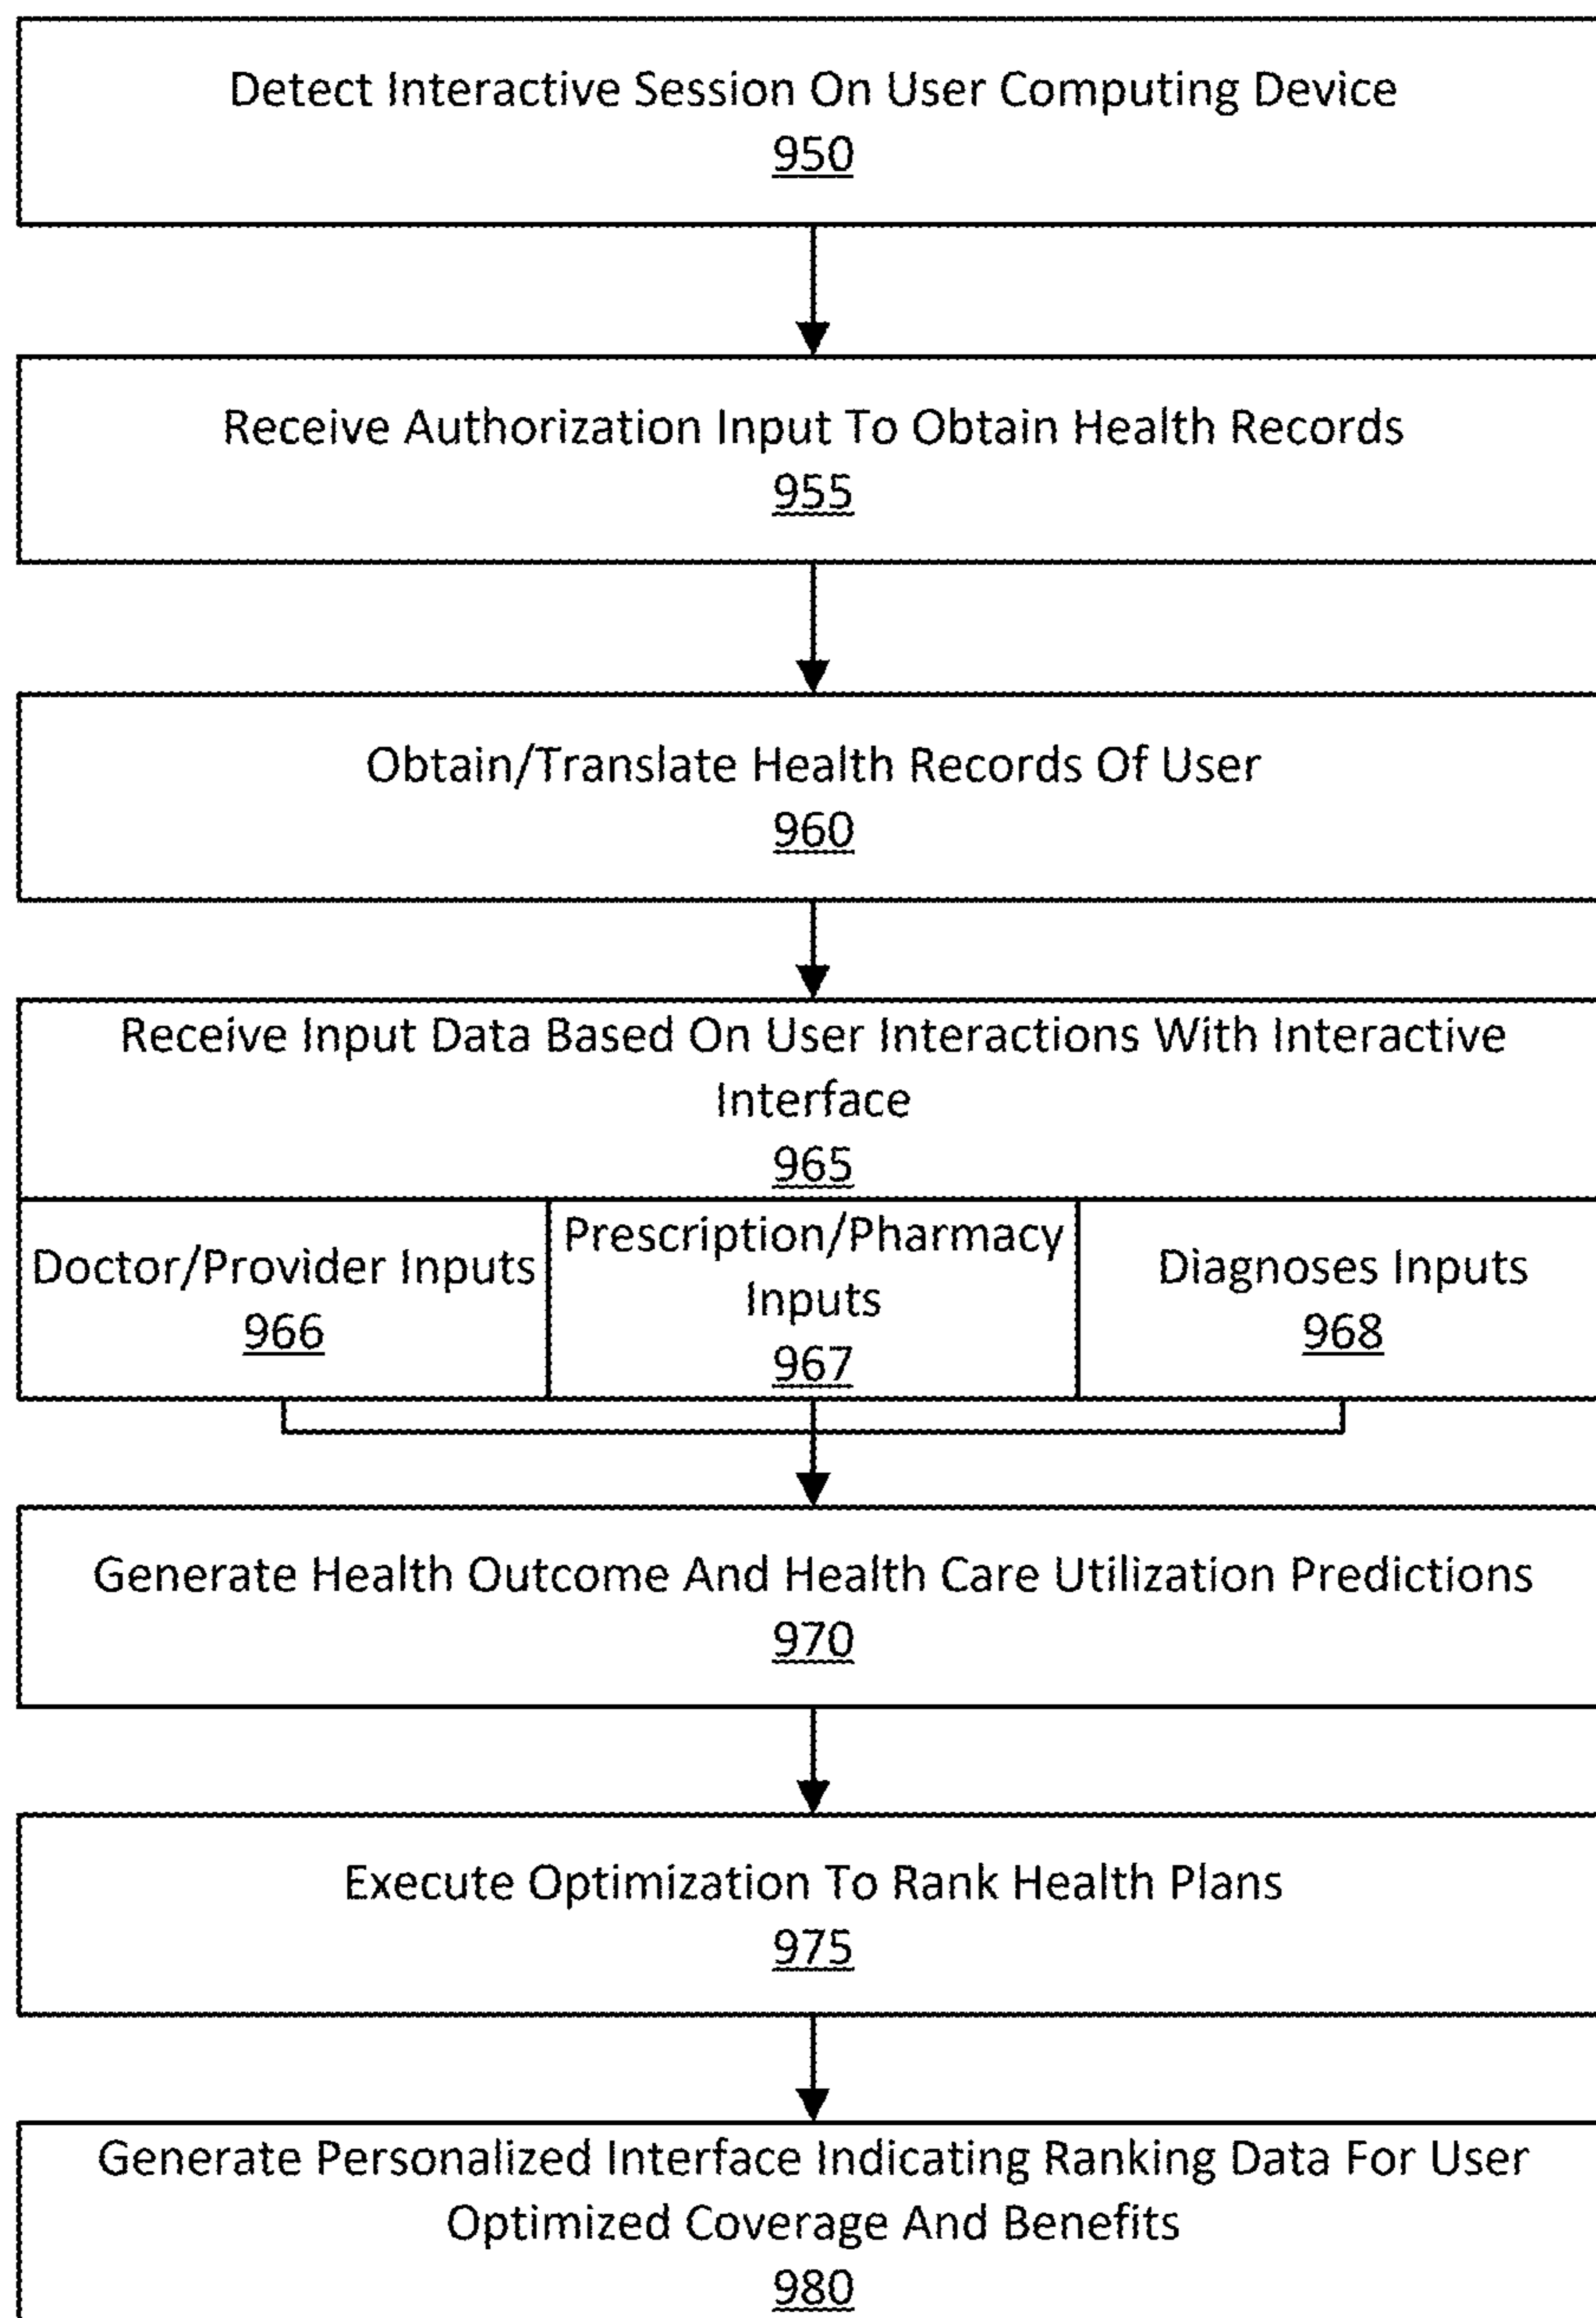 Detect Interactive Session On User Computing Device
950
Receive Authorization Input To Obtain Health Records
955
Obtain/Translate Health Records Of User
960
Receive Input Data Based On User Interactions With Interactive
Interface
965
Doctor/Provider Inputs
966
Prescription/Pharmacy
Inputs
967
Diagnoses Inputs
968
Generate Health Outcome And Health Care Utilization Predictions
970
Execute Optimization To Rank Health Plans
975
Generate Personalized Interface Indicating Ranking Data For User
Optimized Coverage And Benefits
980